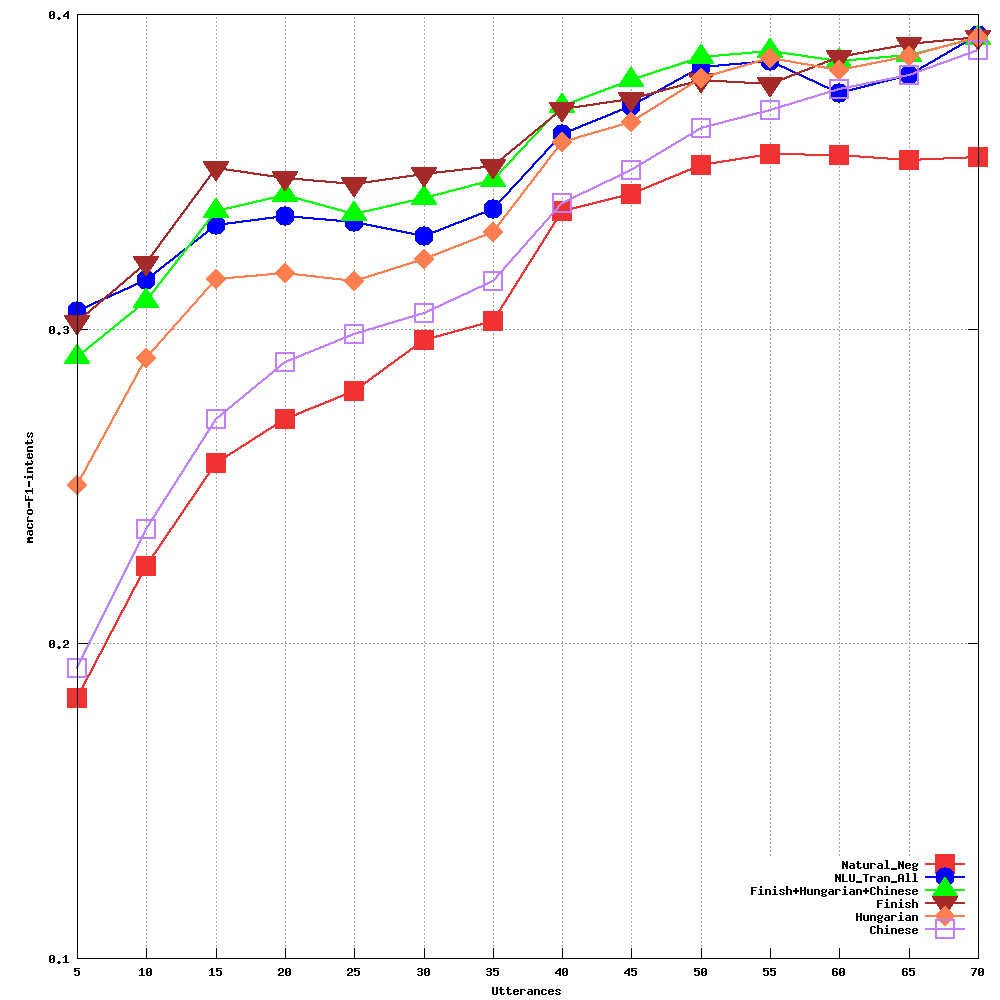 0.4
0.3
0.2
0.1
macro-F1-intents
5 10 15 20 25 30 35 40 45 50 55 60 65 70
Utterances
Natural_Neg
NLU_Tran_All
Finish+Hungarian+Chinese
Finish
Hungarian
Chinese